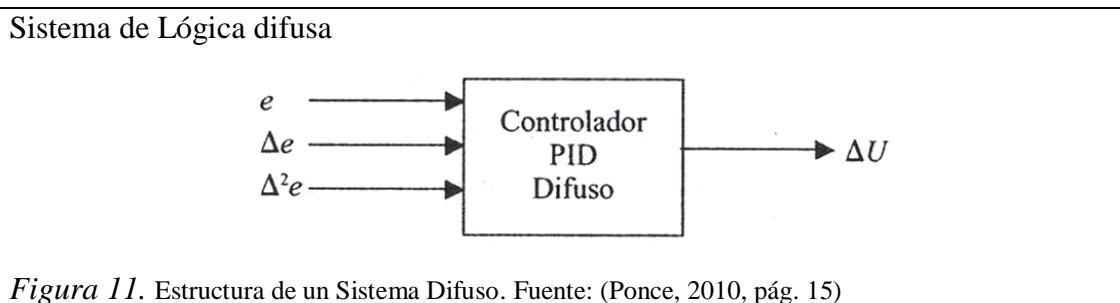 Sistema de Lógica difusa
e
Δe
Δ²e
Controlador
PID
Difuso
ΔU
Figura 11. Estructura de un Sistema Difuso. Fuente: (Ponce, 2010, pág. 15)